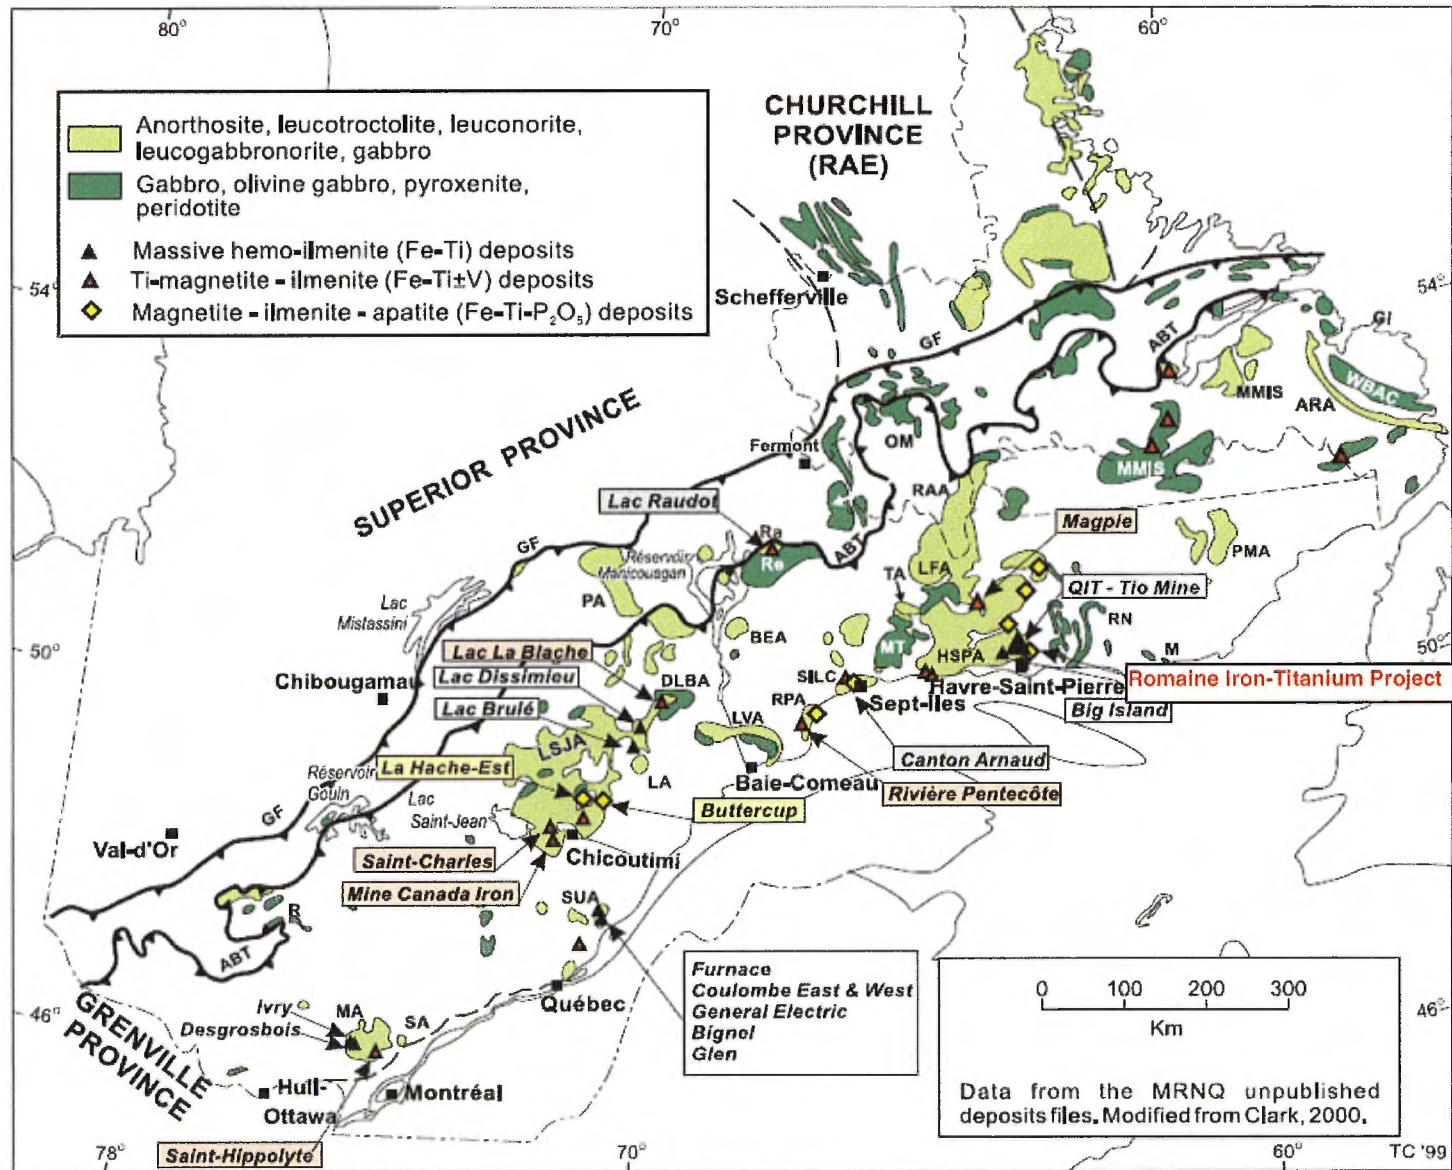 80°
70°
60°
Anorthosite, leucotroctolite, leuconorite,
leucogabbronorite, gabbro
Gabbro, olivine gabbro, pyroxenite,
peridotite
Massive hemo-ilmenite (Fe-Ti) deposits
Ti-magnetite - ilmenite (Fe-Ti±V) deposits
Magnetite - ilmenite - apatite (Fe-Ti-P₂O₅) deposits
CHURCHILL
PROVINCE
(RAE)
54°
Schefferville
54°
GF
ABT
GI
WBAC
MMIS
ARA
SUPERIOR PROVINCE
Fermont
OM
MMIS
RAA
Lac Raudot
Magpie
GF
Ra
Réservoir
Manicouagan
Re
ABT
PMA
LFA
TA
QIT - Tio Mine
Lac
Mistassini
PA
BEA
RN
MT
HSPA
M
50°
50°
Lac La Blache
Lac Dissimieu
DLBA
SILC
Havre-Saint-Pierre
Romaine Iron-Titanium Project
Chibougamau
Sept-Iles
Big Island
Lac Brulé
RPA
LVA
LSJA
Canton Arnaud
La Hache-Est
LA
Baie-Comeau
Rivière Pentecôte
Réservoir
Gouin
Lac
Saint-Jean
Buttercup
GF
Val-d'Or
Saint-Charles
Chicoutimi
Mine Canada Iron
SUA
R
ABT
Furnace
Coulombe East & West
General Electric
Bignel
Glen
Québec
0 100 200 300
Km
46°
46°
GRENVILLE
PROVINCE
Ivry
MA
Desgrosbois
SA
Hull-
Ottawa
Montréal
Data from the MRNQ unpublished
deposits files. Modified from Clark, 2000.
Saint-Hippolyte
78°
70°
60°
TC '99